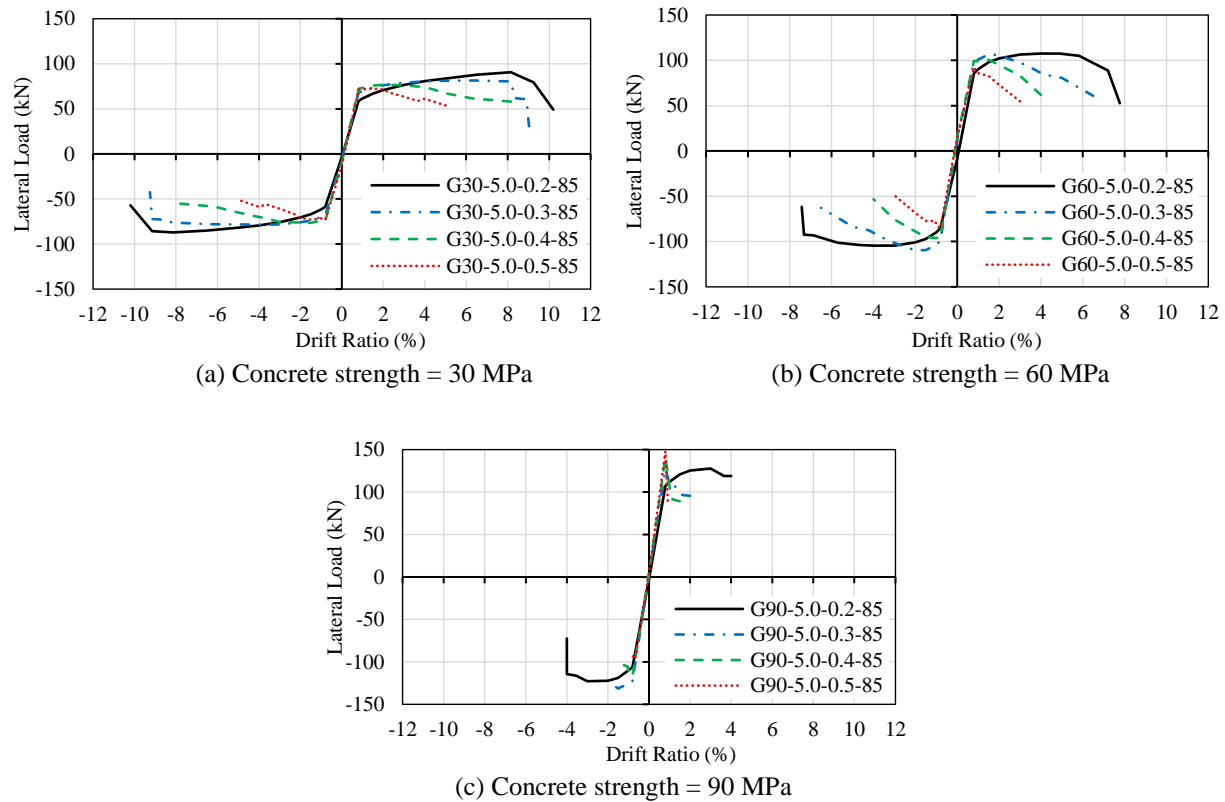 150
100
50
0
-50
-100
-150
Lateral Load (kN)
G30-5.0-0.2-85
G30-5.0-0.3-85
G30-5.0-0.4-85
G30-5.0-0.5-85
-12 -10 -8 -6 -4 -2 0 2 4 6 8 10 12
Drift Ratio (%)
(a) Concrete strength = 30 MPa
150
100
50
0
-50
-100
-150
Lateral Load (kN)
G60-5.0-0.2-85
G60-5.0-0.3-85
G60-5.0-0.4-85
G60-5.0-0.5-85
-12 -10 -8 -6 -4 -2 0 2 4 6 8 10 12
Drift Ratio (%)
(b) Concrete strength = 60 MPa
150
100
50
0
-50
-100
-150
Lateral Load (kN)
G90-5.0-0.2-85
G90-5.0-0.3-85
G90-5.0-0.4-85
G90-5.0-0.5-85
-12 -10 -8 -6 -4 -2 0 2 4 6 8 10 12
Drift Ratio (%)
(c) Concrete strength = 90 MPa